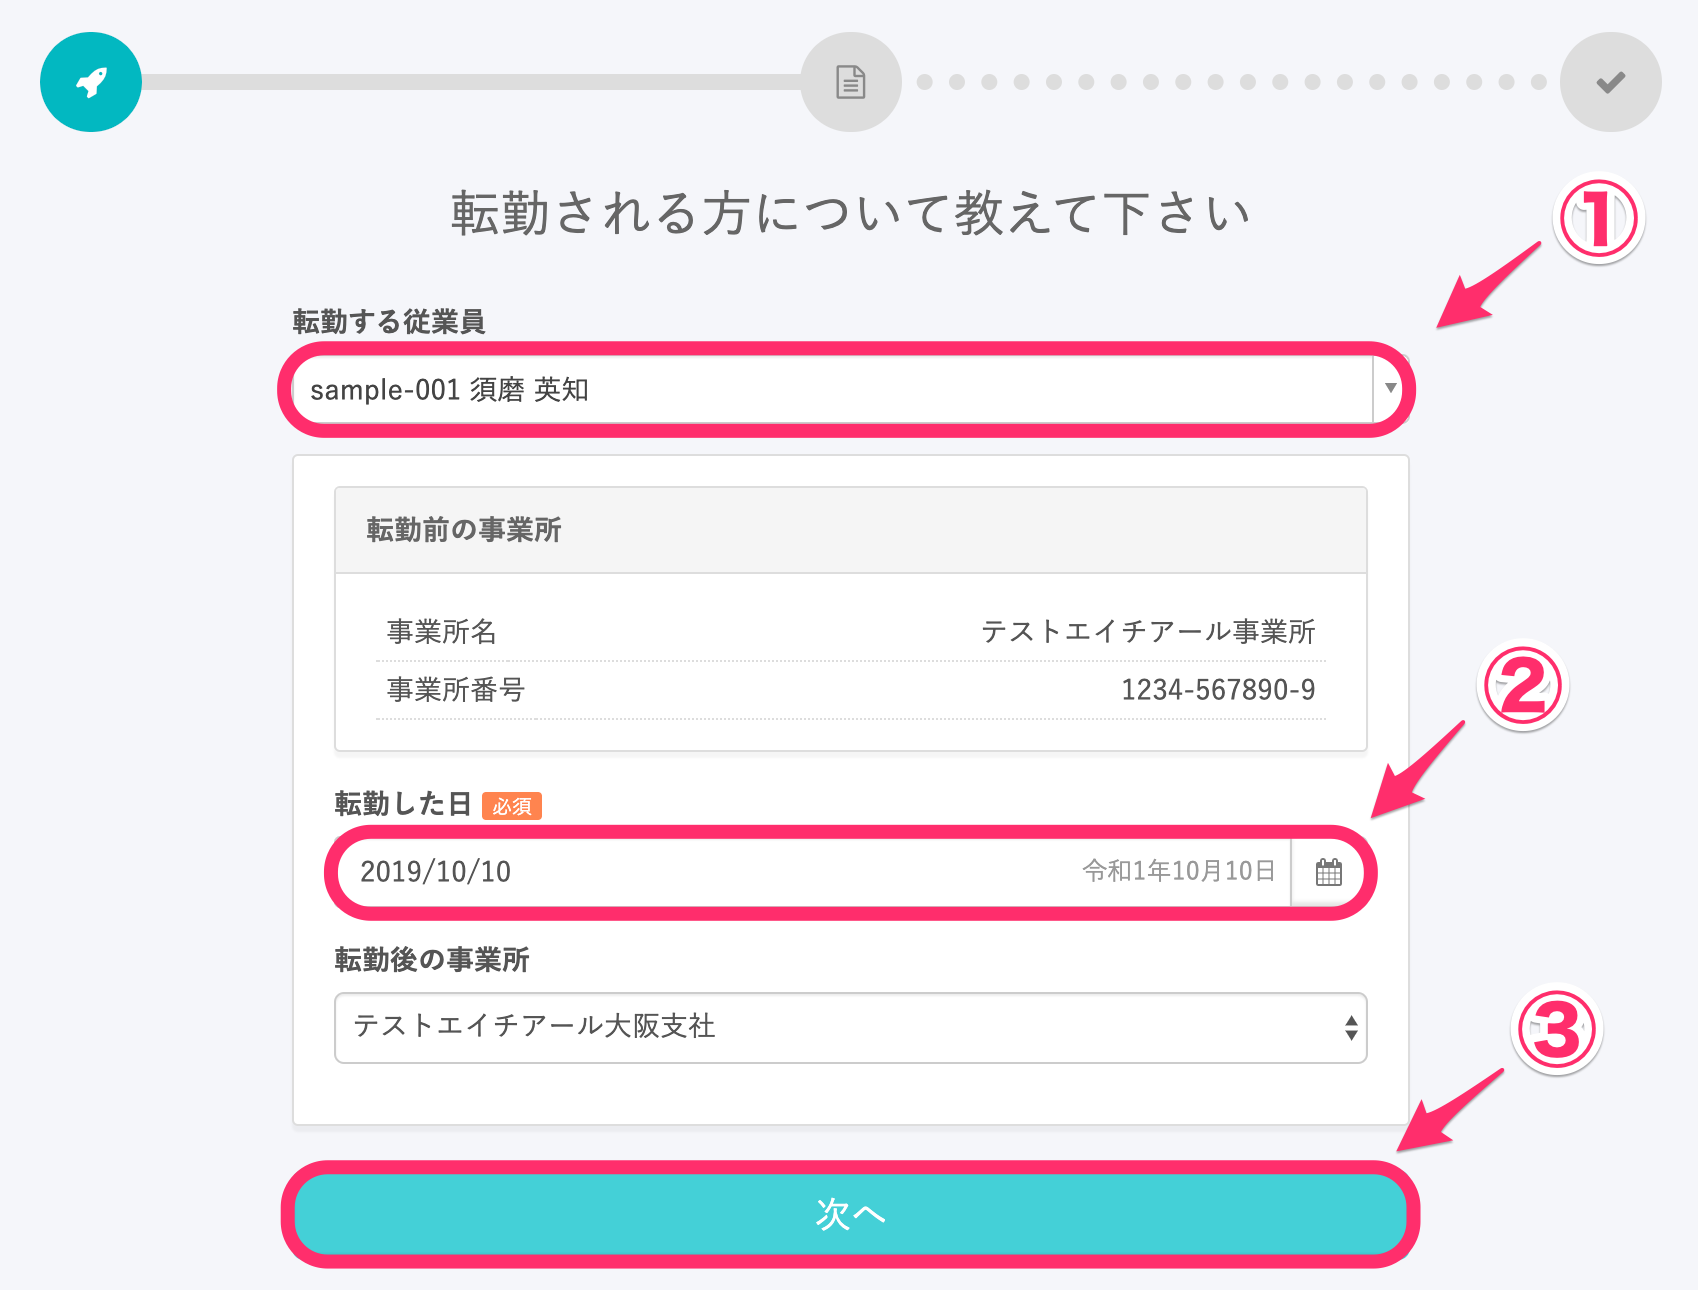 転勤される方について教えて下さい
①
転勤する従業員
sample-001 須磨 英知
転勤前の事業所
事業所名 テストエイチアール事業所
事業所番号 1234-567890-9
②
転勤した日 必須
2019/10/10 令和1年10月10日
転勤後の事業所
テストエイチアール大阪支社
③
次へ